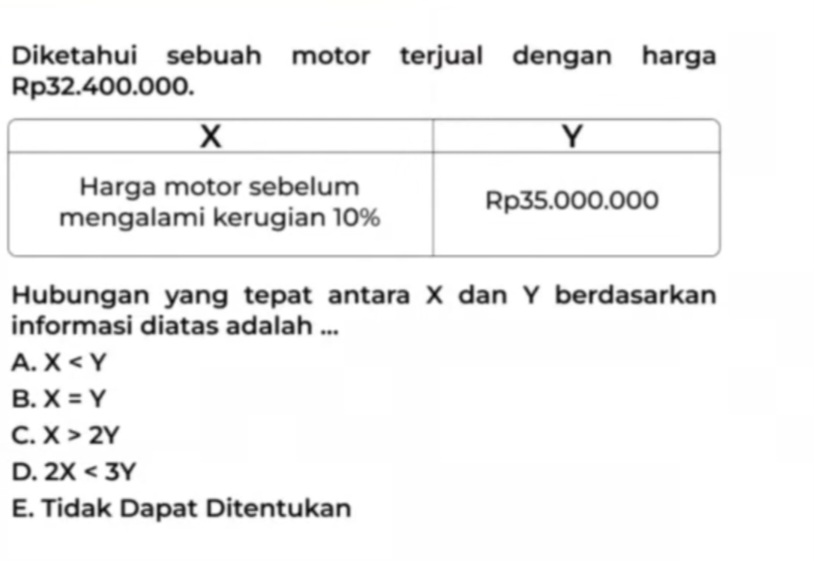 Diketahui sebuah motor terjual dengan harga
Rp32.400.000.
X Y
Harga motor sebelum
mengalami kerugian 10%
Rp35.000.000
Hubungan yang tepat antara X dan Y berdasarkan
informasi diatas adalah ...
A. X < Y
B. X = Y
C. X > 2Y
D. 2X < 3Y
E. Tidak Dapat Ditentukan